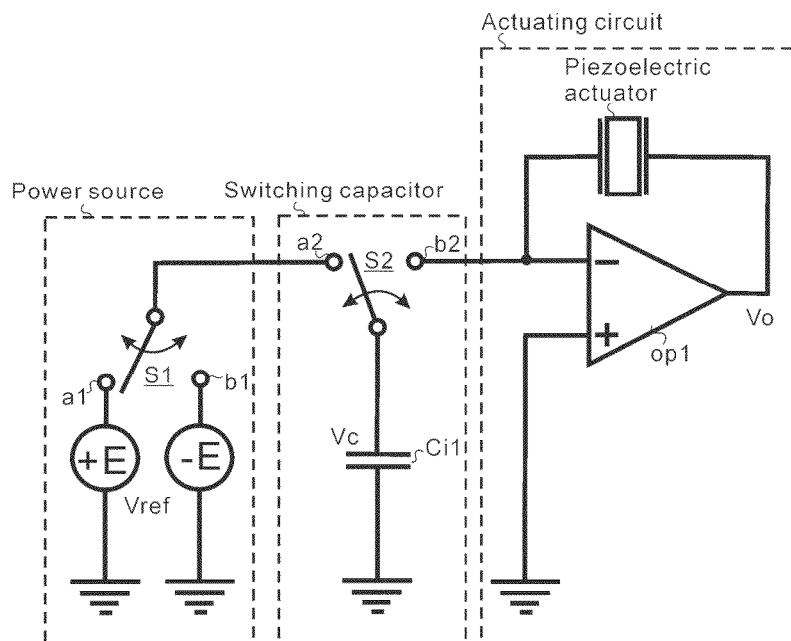 Actuating circuit
Piezoelectric
actuator
Power source
Switching capacitor
a2
S2
b2
a1
S1
b1
+E
-E
Vref
Vc
Ci1
−
+
op1
Vo